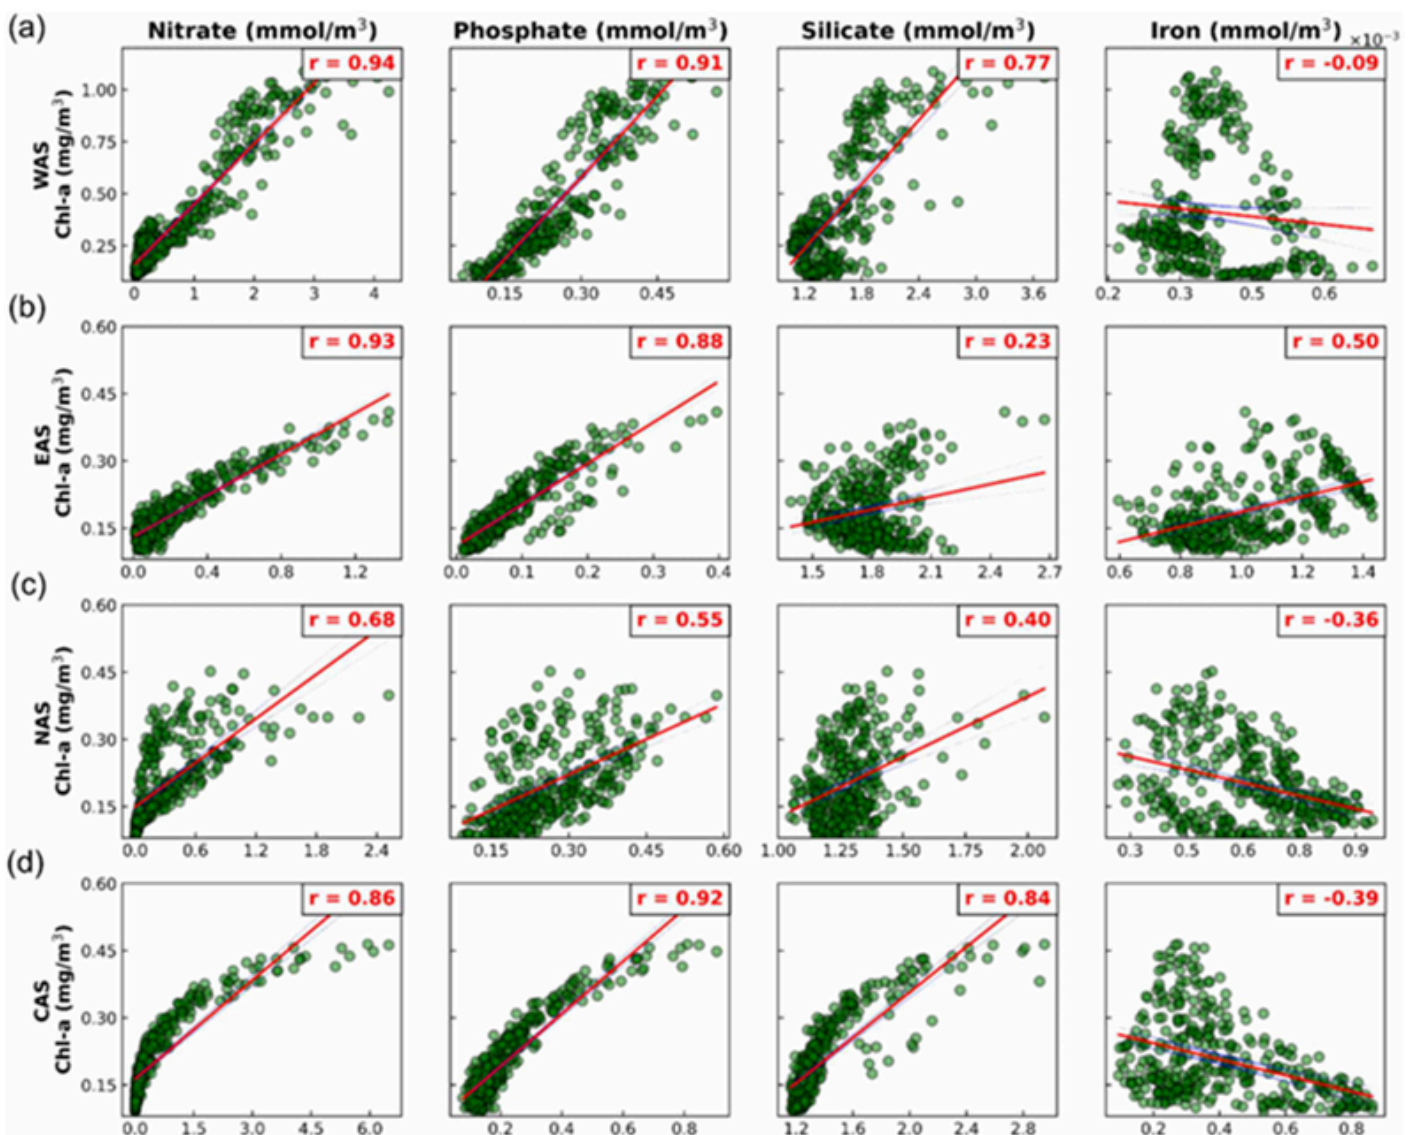 (a)
Nitrate (mmol/m³) Phosphate (mmol/m³) Silicate (mmol/m³) Iron (mmol/m³) ×10⁻³
r = 0.94 r = 0.91 r = 0.77 r = -0.09
WAS
Chl-a (mg/m³)
1.00
0.75
0.50
0.25
0 1 2 3 4 0.15 0.30 0.45 1.2 1.8 2.4 3.0 3.6 0.2 0.3 0.5 0.6
(b)
r = 0.93 r = 0.88 r = 0.23 r = 0.50
EAS
Chl-a (mg/m³)
0.60
0.45
0.30
0.15
0.0 0.4 0.8 1.2 0.0 0.1 0.2 0.3 0.4 1.5 1.8 2.1 2.4 2.7 0.6 0.8 1.0 1.2 1.4
(c)
r = 0.68 r = 0.55 r = 0.40 r = -0.36
NAS
Chl-a (mg/m³)
0.60
0.45
0.30
0.15
0.0 0.6 1.2 1.8 2.4 0.15 0.30 0.45 0.60 1.00 1.25 1.50 1.75 2.00 0.3 0.5 0.6 0.8 0.9
(d)
r = 0.86 r = 0.92 r = 0.84 r = -0.39
CAS
Chl-a (mg/m³)
0.60
0.45
0.30
0.15
0.0 1.5 3.0 4.5 6.0 0.2 0.4 0.6 0.8 1.2 1.6 2.0 2.4 2.8 0.2 0.4 0.6 0.8